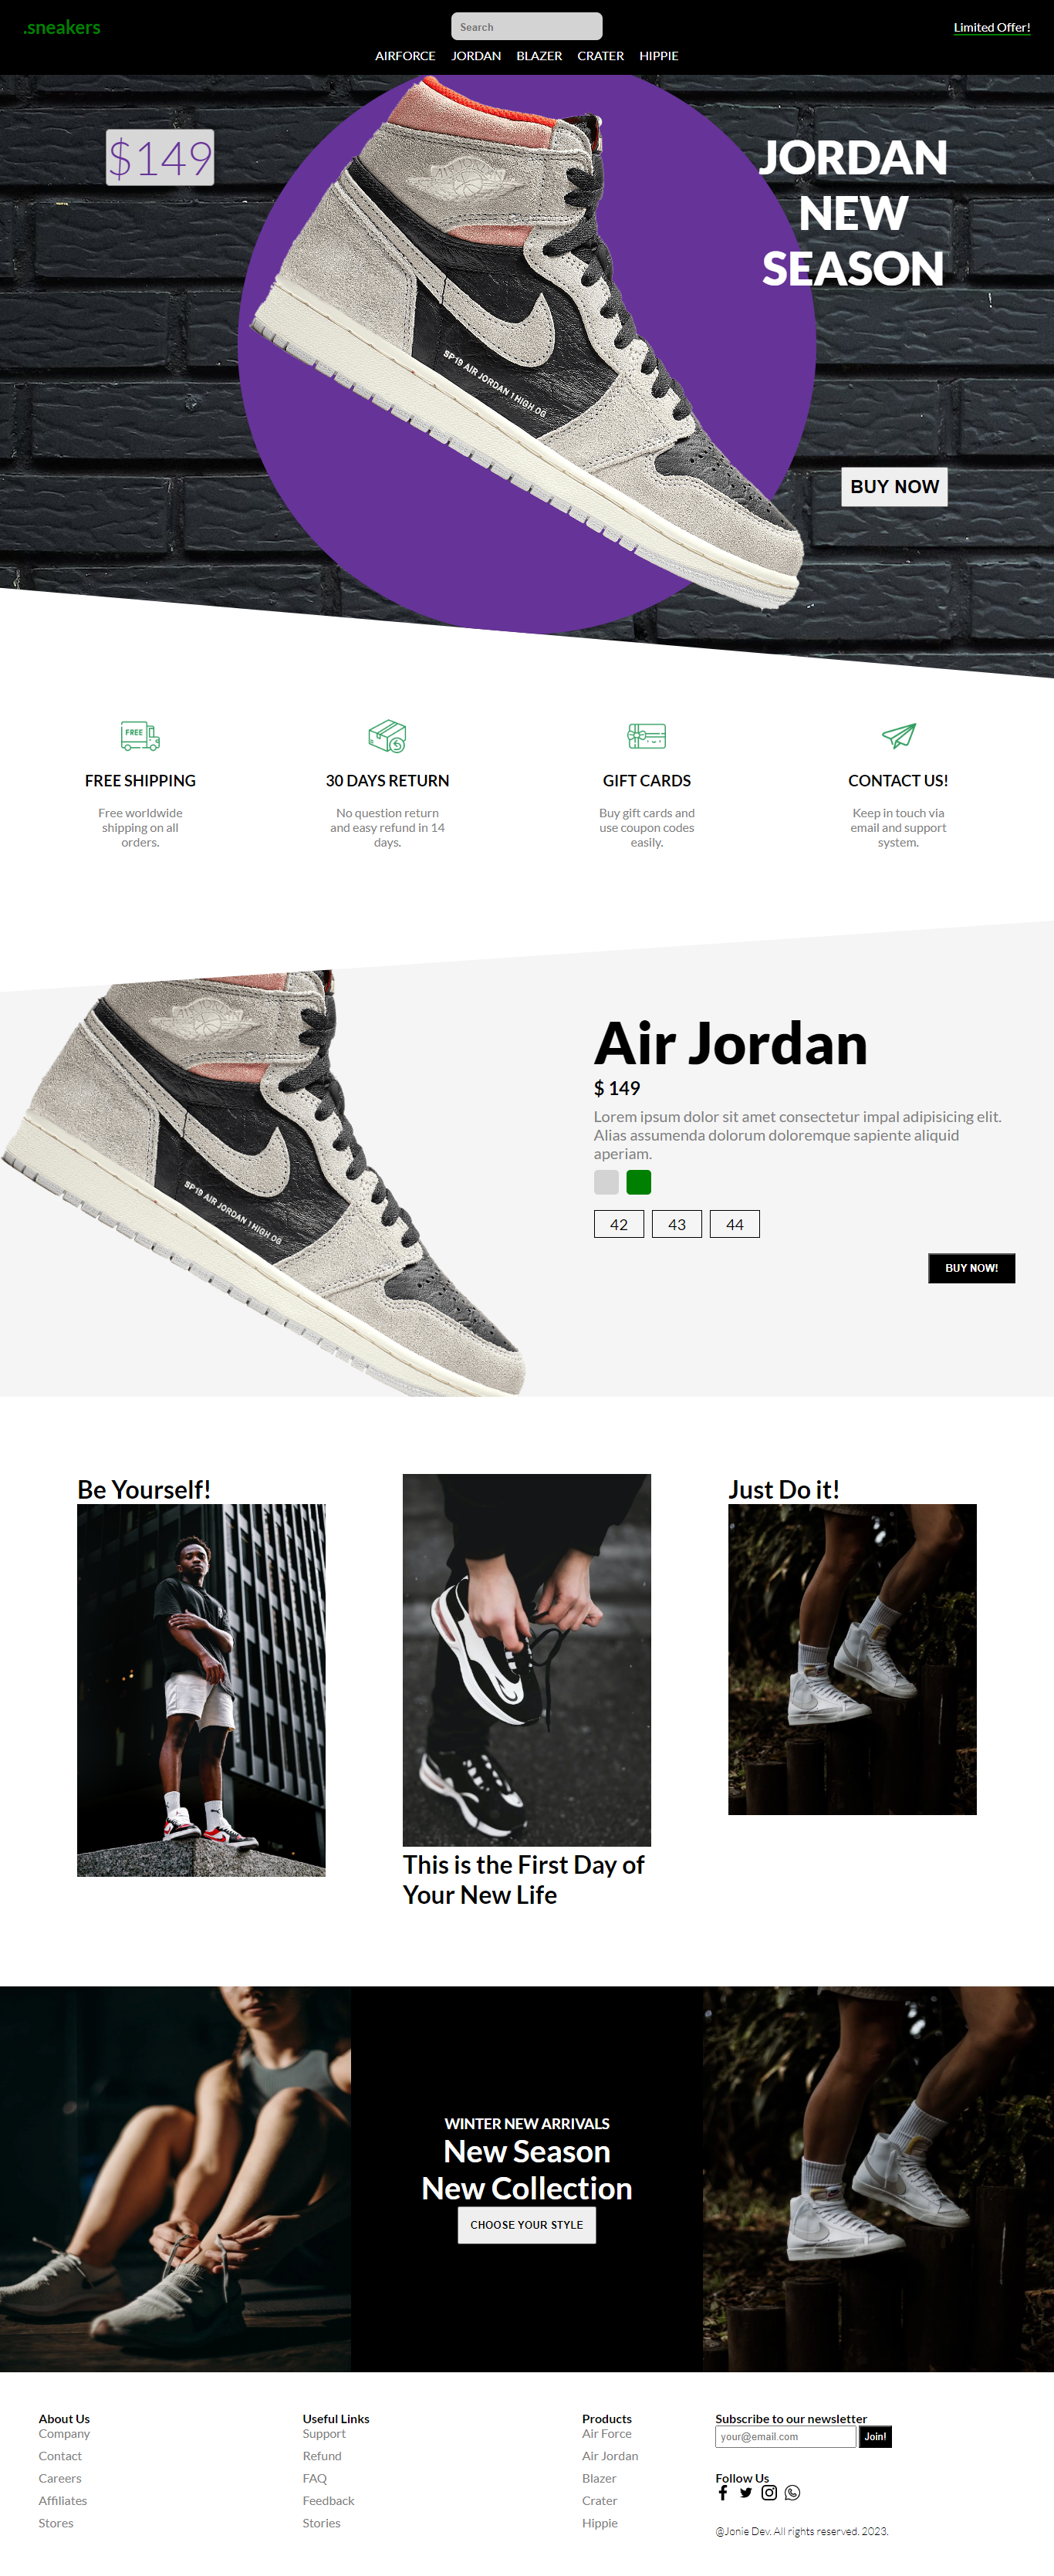 .sneakers
Search
Limited Offer!
AIRFORCE JORDAN BLAZER CRATER HIPPIE
$149
JORDAN
NEW
SEASON
SP19 AIR JORDAN 1 HIGH OG
BUY NOW
FREE
FREE SHIPPING
Free worldwide
shipping on all
orders.
30 DAYS RETURN
No question return
and easy refund in 14
days.
GIFT CARDS
Buy gift cards and
use coupon codes
easily.
CONTACT US!
Keep in touch via
email and support
system.
SP19 AIR JORDAN 1 HIGH OG
Air Jordan
$ 149
Lorem ipsum dolor sit amet consectetur impal adipisicing elit.
Alias assumenda dolorum doloremque sapiente aliquid
aperiam.
42 43 44
BUY NOW!
Be Yourself!
This is the First Day of
Your New Life
Just Do it!
WINTER NEW ARRIVALS
New Season
New Collection
CHOOSE YOUR STYLE
About Us
Company
Contact
Careers
Affiliates
Stores
Useful Links
Support
Refund
FAQ
Feedback
Stories
Products
Air Force
Air Jordan
Blazer
Crater
Hippie
Subscribe to our newsletter
your@email.com Join!
Follow Us
@Jonie Dev. All rights reserved. 2023.